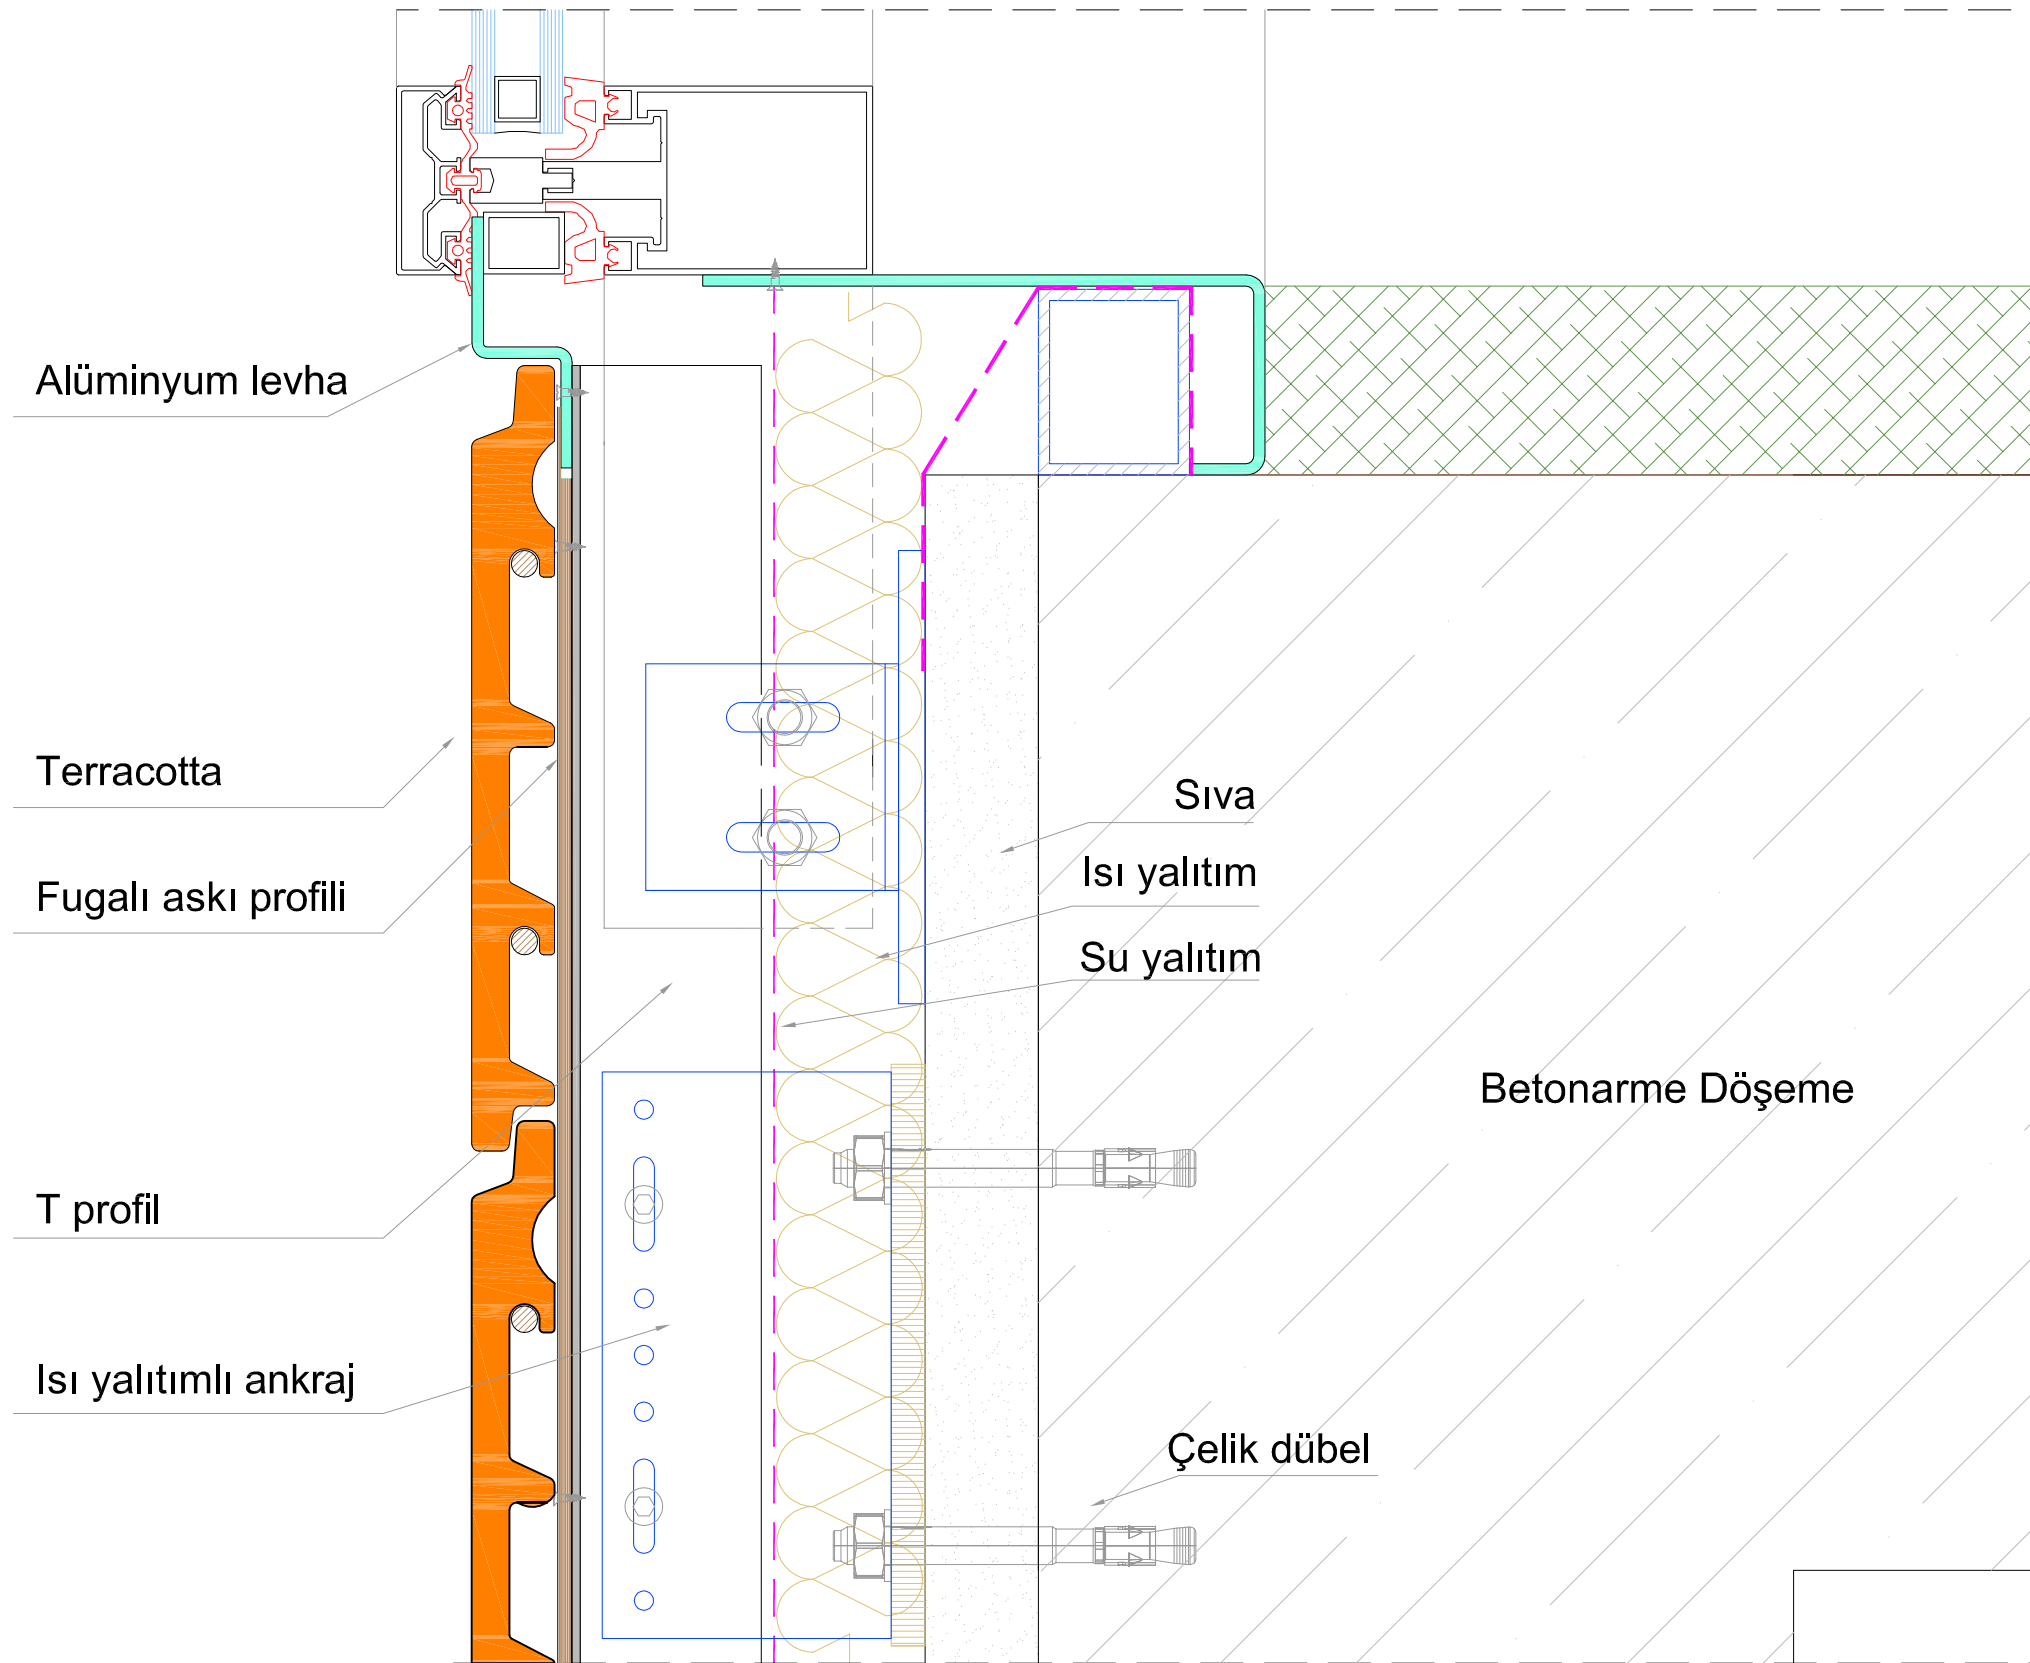 Alüminyum levha
Terracotta
Fugalı askı profili
T profil
Isı yalıtımlı ankraj
Sıva
Isı yalıtım
Su yalıtım
Betonarme Döşeme
Çelik dübel